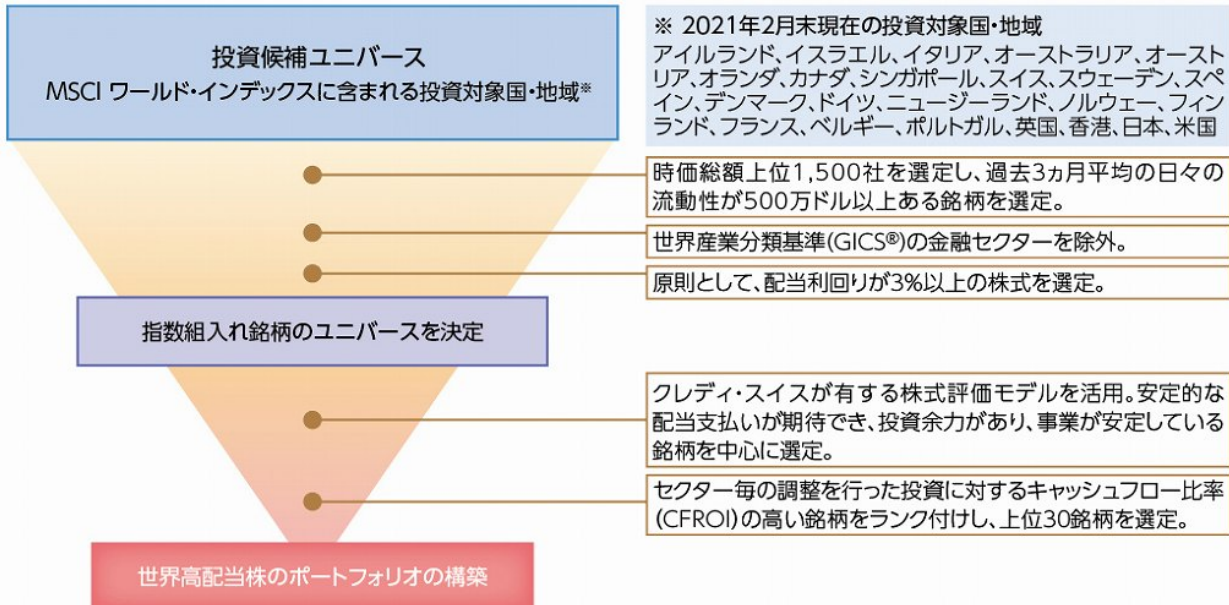 投資候補ユニバース
MSCI ワールド・インデックスに含まれる投資対象国・地域※
※ 2021年2月末現在の投資対象国・地域
アイルランド、イスラエル、イタリア、オーストラリア、オースト
リア、オランダ、カナダ、シンガポール、スイス、スウェーデン、スペ
イン、デンマーク、ドイツ、ニュージーランド、ノルウェー、フィン
ランド、フランス、ベルギー、ポルトガル、英国、香港、日本、米国
時価総額上位1,500社を選定し、過去3ヵ月平均の日々の
流動性が500万ドル以上ある銘柄を選定。
世界産業分類基準(GICS®)の金融セクターを除外。
原則として、配当利回りが3%以上の株式を選定。
指数組入れ銘柄のユニバースを決定
クレディ・スイスが有する株式評価モデルを活用。安定的な
配当支払いが期待でき、投資余力があり、事業が安定している
銘柄を中心に選定。
セクター毎の調整を行った投資に対するキャッシュフロー比率
(CFROI)の高い銘柄をランク付けし、上位30銘柄を選定。
世界高配当株のポートフォリオの構築